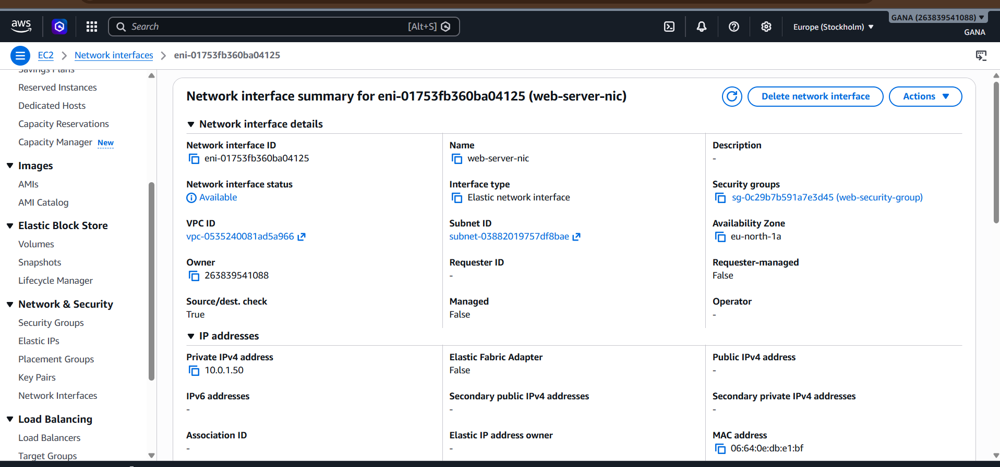 aws
Search [Alt+S]
Europe (Stockholm)
GANA (263839541088)
GANA
EC2 Network interfaces eni-01753fb360ba04125
Savings Plans
Reserved Instances
Dedicated Hosts
Capacity Reservations
Capacity Manager New
Images
AMIs
AMI Catalog
Elastic Block Store
Volumes
Snapshots
Lifecycle Manager
Network & Security
Security Groups
Elastic IPs
Placement Groups
Key Pairs
Network Interfaces
Load Balancing
Load Balancers
Target Groups
Network interface summary for eni-01753fb360ba04125 (web-server-nic)
Delete network interface
Actions
Network interface details
Network interface ID
eni-01753fb360ba04125
Name
web-server-nic
Description
-
Network interface status
Available
Interface type
Elastic network interface
Security groups
sg-0c29b7b591a7e3d45 (web-security-group)
VPC ID
vpc-0535240081ad5a966
Subnet ID
subnet-03882019757df8bae
Availability Zone
eu-north-1a
Owner
263839541088
Requester ID
-
Requester-managed
False
Source/dest. check
True
Managed
False
Operator
-
IP addresses
Private IPv4 address
10.0.1.50
Elastic Fabric Adapter
False
Public IPv4 address
-
IPv6 addresses
-
Secondary public IPv4 addresses
-
Secondary private IPv4 addresses
-
Association ID
-
Elastic IP address owner
-
MAC address
06:64:0e:db:e1:bf